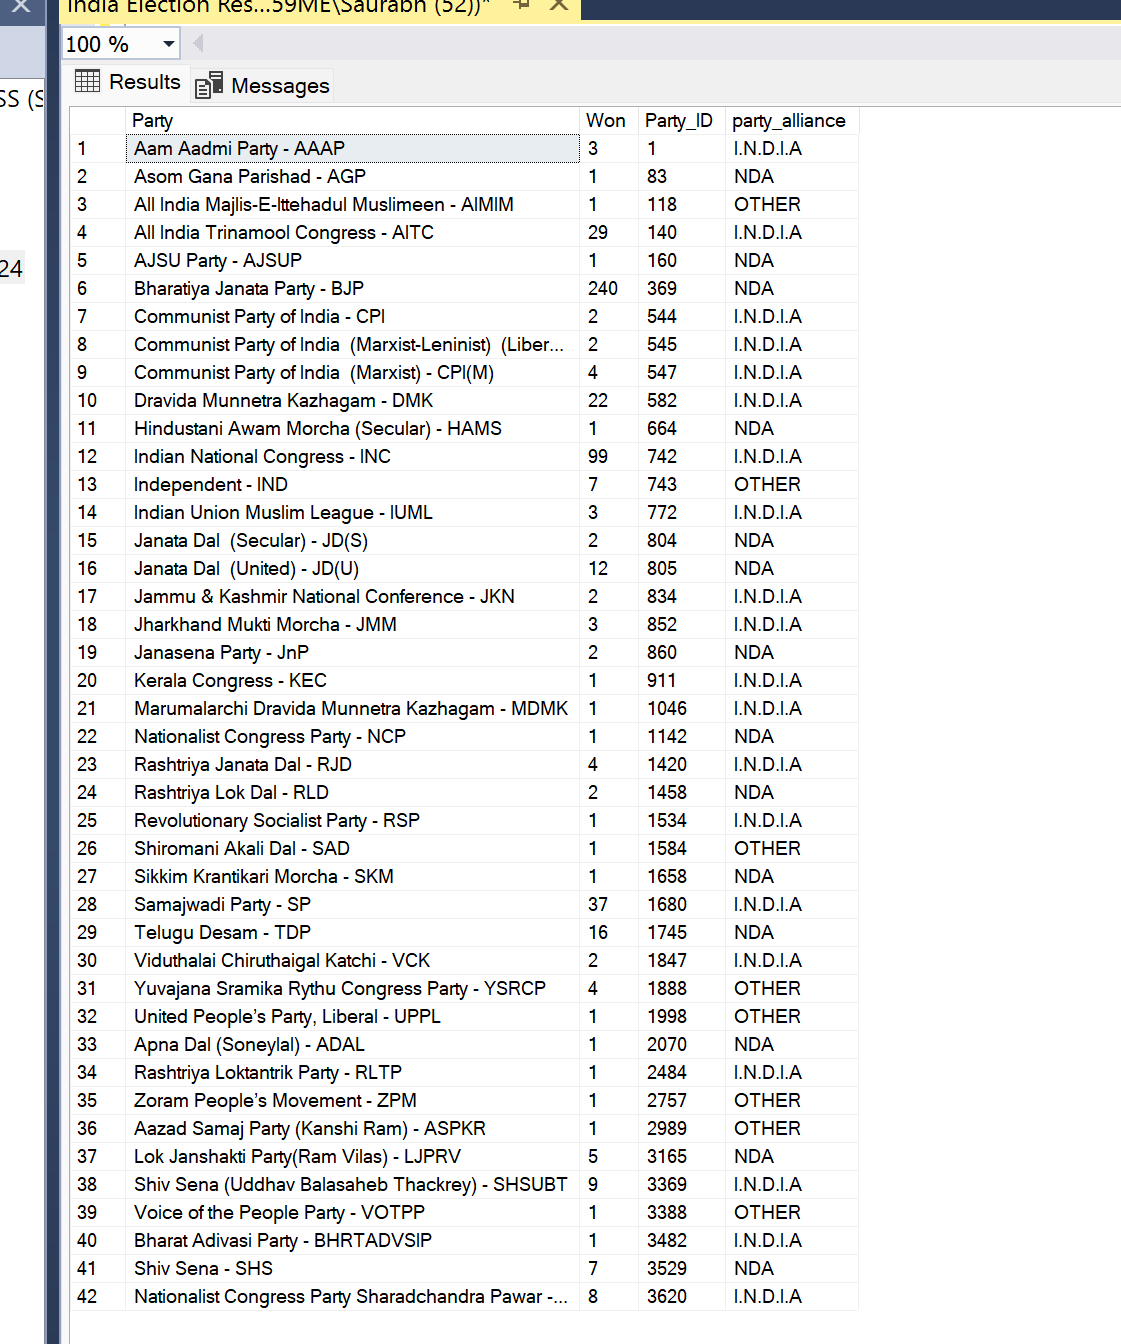 India Election Res...59ME\Saurabh (52))*
SS (S
24
100 %
Results Messages
Party Won Party_ID party_alliance
1 Aam Aadmi Party - AAAP 3 1 I.N.D.I.A
2 Asom Gana Parishad - AGP 1 83 NDA
3 All India Majlis-E-Ittehadul Muslimeen - AIMIM 1 118 OTHER
4 All India Trinamool Congress - AITC 29 140 I.N.D.I.A
5 AJSU Party - AJSUP 1 160 NDA
6 Bharatiya Janata Party - BJP 240 369 NDA
7 Communist Party of India - CPI 2 544 I.N.D.I.A
8 Communist Party of India  (Marxist-Leninist)  (Liber... 2 545 I.N.D.I.A
9 Communist Party of India  (Marxist) - CPI(M) 4 547 I.N.D.I.A
10 Dravida Munnetra Kazhagam - DMK 22 582 I.N.D.I.A
11 Hindustani Awam Morcha (Secular) - HAMS 1 664 NDA
12 Indian National Congress - INC 99 742 I.N.D.I.A
13 Independent - IND 7 743 OTHER
14 Indian Union Muslim League - IUML 3 772 I.N.D.I.A
15 Janata Dal  (Secular) - JD(S) 2 804 NDA
16 Janata Dal  (United) - JD(U) 12 805 NDA
17 Jammu & Kashmir National Conference - JKN 2 834 I.N.D.I.A
18 Jharkhand Mukti Morcha - JMM 3 852 I.N.D.I.A
19 Janasena Party - JnP 2 860 NDA
20 Kerala Congress - KEC 1 911 I.N.D.I.A
21 Marumalarchi Dravida Munnetra Kazhagam - MDMK 1 1046 I.N.D.I.A
22 Nationalist Congress Party - NCP 1 1142 NDA
23 Rashtriya Janata Dal - RJD 4 1420 I.N.D.I.A
24 Rashtriya Lok Dal - RLD 2 1458 NDA
25 Revolutionary Socialist Party - RSP 1 1534 I.N.D.I.A
26 Shiromani Akali Dal - SAD 1 1584 OTHER
27 Sikkim Krantikari Morcha - SKM 1 1658 NDA
28 Samajwadi Party - SP 37 1680 I.N.D.I.A
29 Telugu Desam - TDP 16 1745 NDA
30 Viduthalai Chiruthaigal Katchi - VCK 2 1847 I.N.D.I.A
31 Yuvajana Sramika Rythu Congress Party - YSRCP 4 1888 OTHER
32 United People’s Party, Liberal - UPPL 1 1998 OTHER
33 Apna Dal (Soneylal) - ADAL 1 2070 NDA
34 Rashtriya Loktantrik Party - RLTP 1 2484 I.N.D.I.A
35 Zoram People’s Movement - ZPM 1 2757 OTHER
36 Aazad Samaj Party (Kanshi Ram) - ASPKR 1 2989 OTHER
37 Lok Janshakti Party(Ram Vilas) - LJPRV 5 3165 NDA
38 Shiv Sena (Uddhav Balasaheb Thackrey) - SHSUBT 9 3369 I.N.D.I.A
39 Voice of the People Party - VOTPP 1 3388 OTHER
40 Bharat Adivasi Party - BHRTADVSIP 1 3482 I.N.D.I.A
41 Shiv Sena - SHS 7 3529 NDA
42 Nationalist Congress Party Sharadchandra Pawar -... 8 3620 I.N.D.I.A